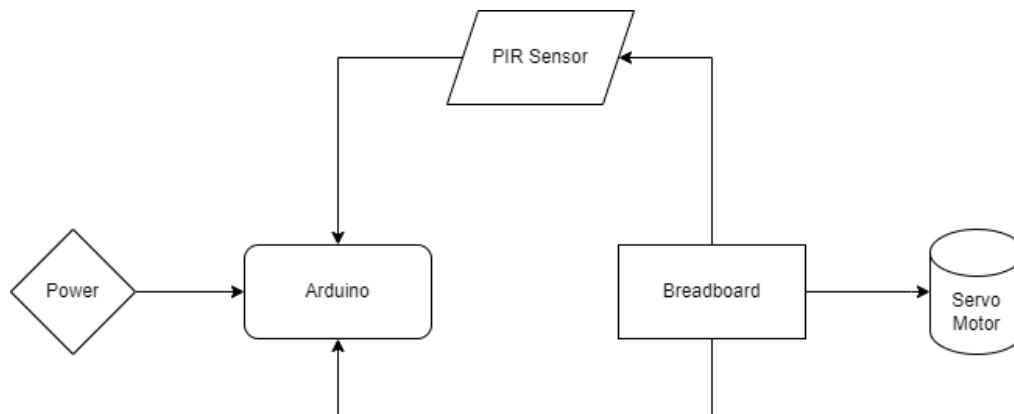 PIR Sensor
Power
Arduino
Breadboard
Servo
Motor